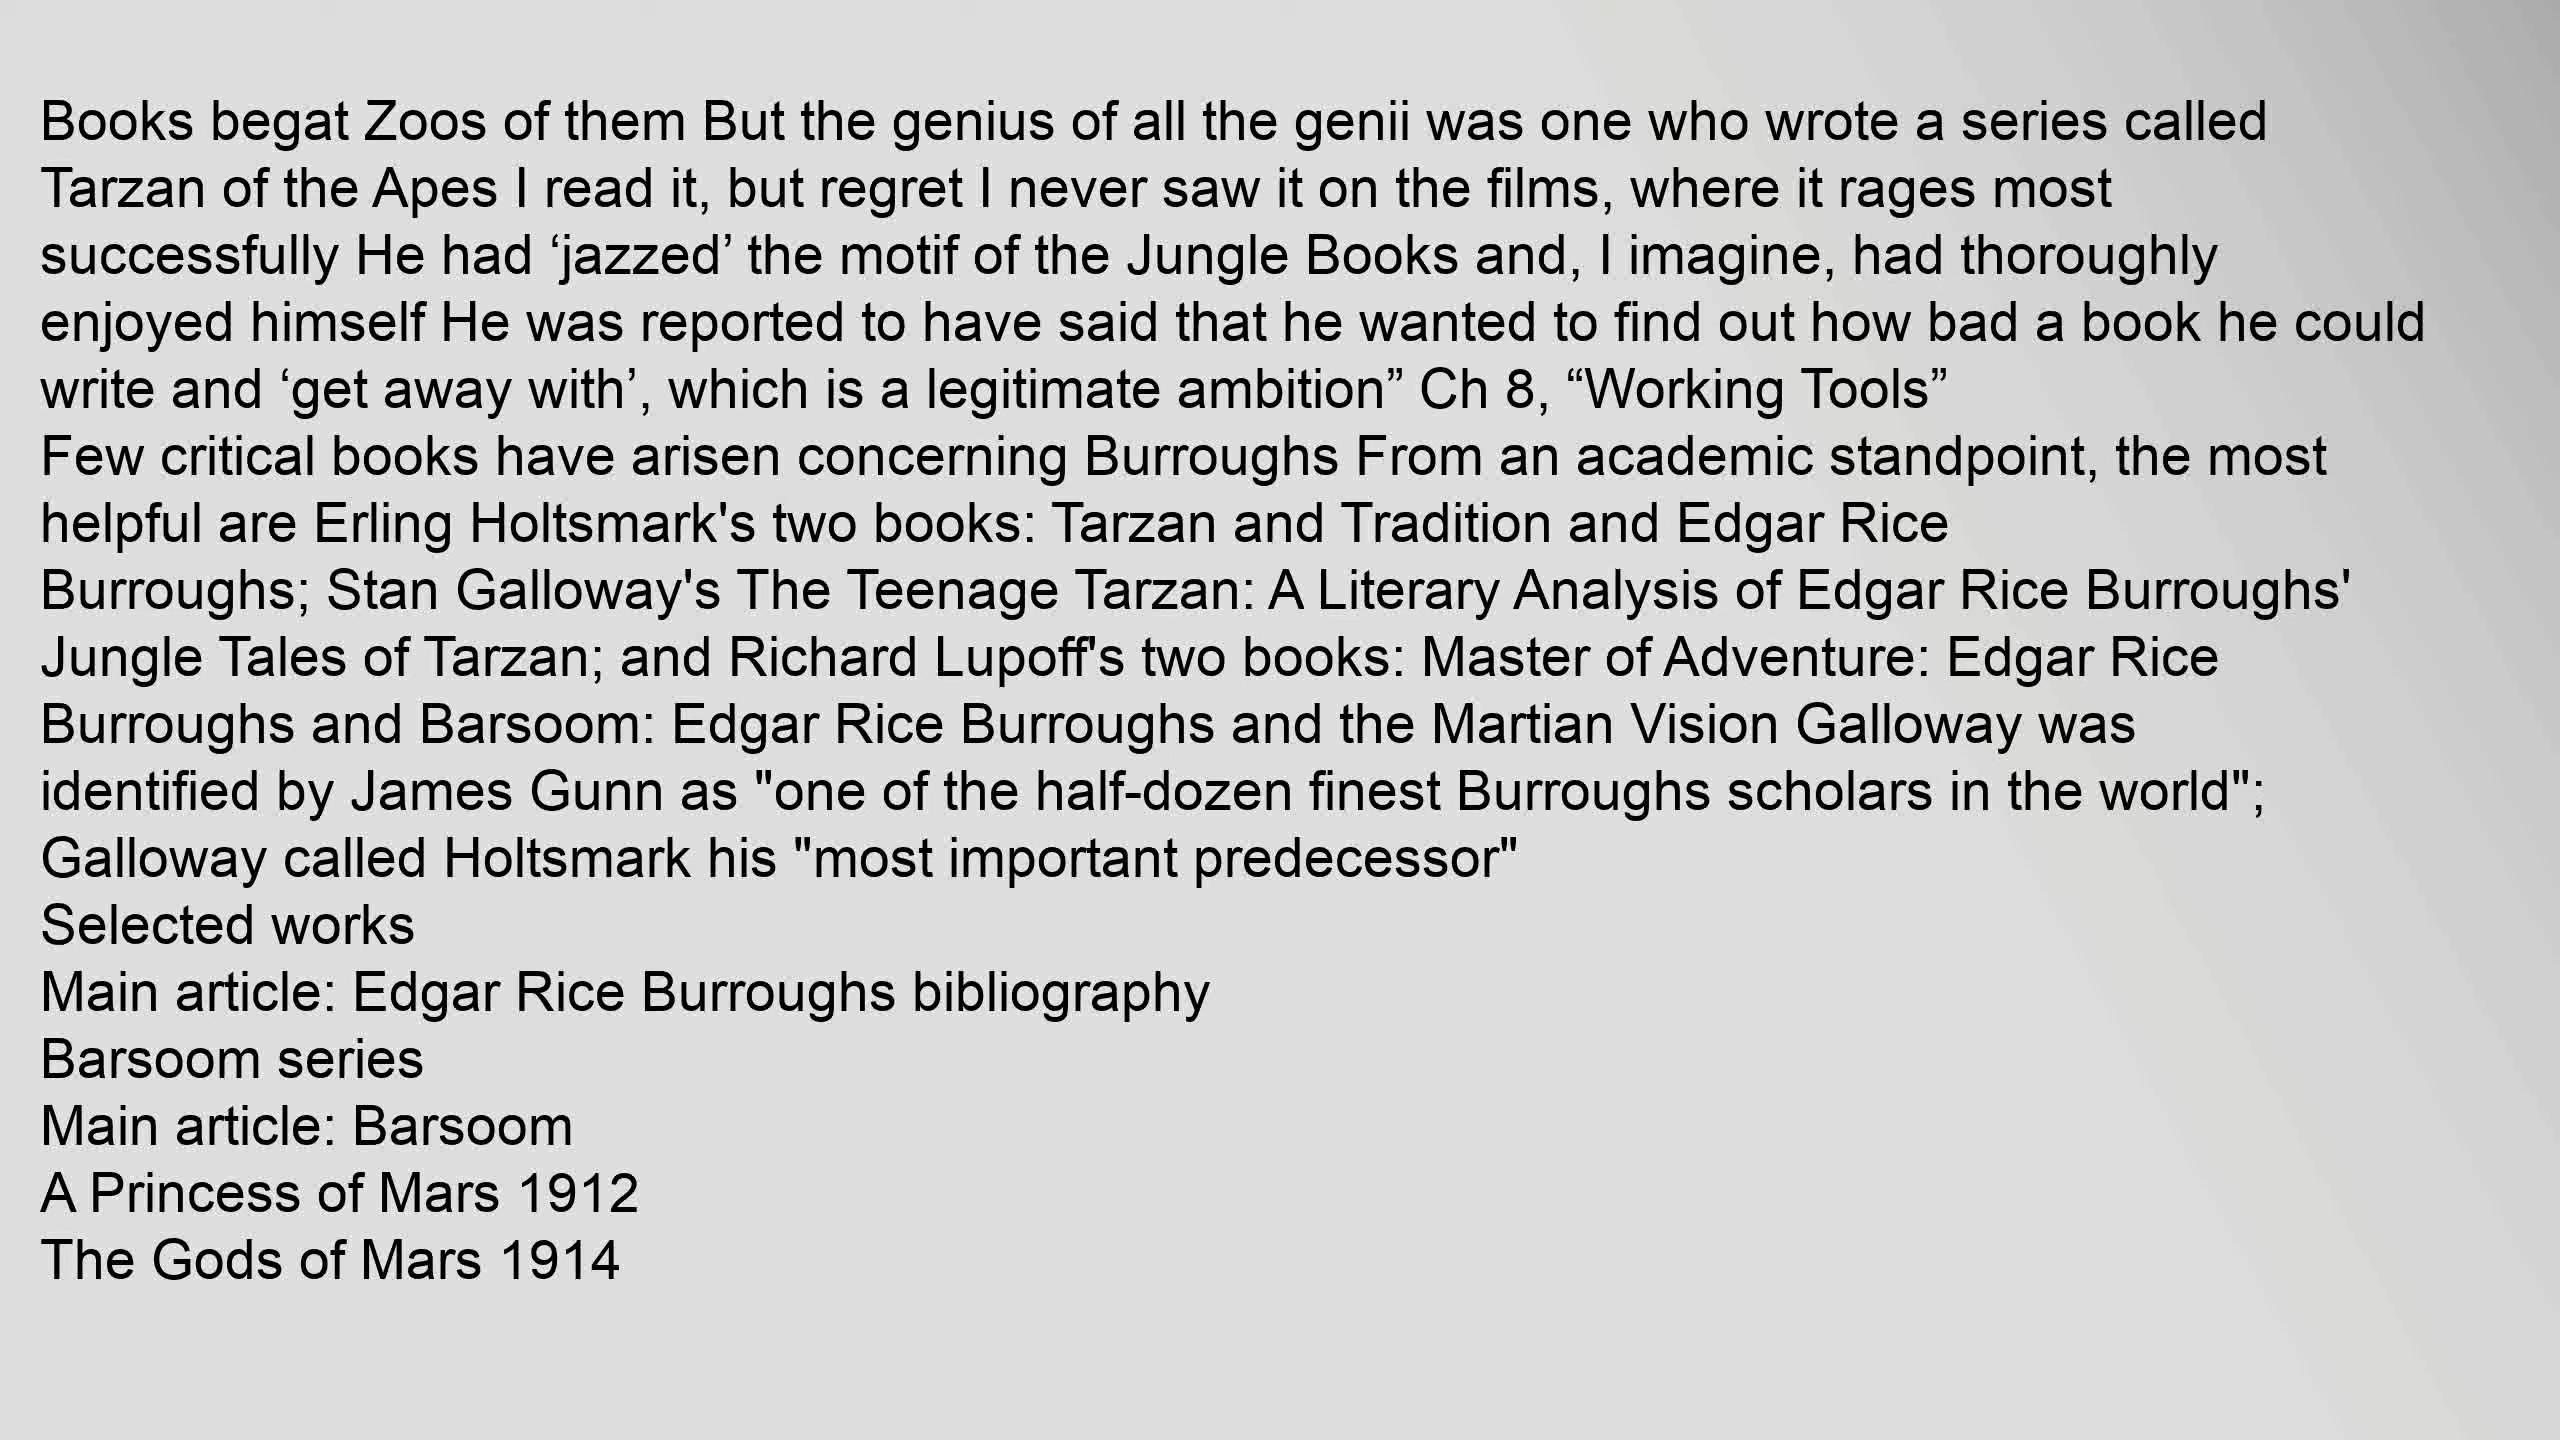 Books begat Zoos of them But the genius of all the genii was one who wrote a series called
Tarzan of the Apes I read it, but regret I never saw it on the films, where it rages most
successfully He had ‘jazzed’ the motif of the Jungle Books and, I imagine, had thoroughly
enjoyed himself He was reported to have said that he wanted to find out how bad a book he could
write and ‘get away with’, which is a legitimate ambition” Ch 8, “Working Tools”
Few critical books have arisen concerning Burroughs From an academic standpoint, the most
helpful are Erling Holtsmark's two books: Tarzan and Tradition and Edgar Rice
Burroughs; Stan Galloway's The Teenage Tarzan: A Literary Analysis of Edgar Rice Burroughs'
Jungle Tales of Tarzan; and Richard Lupoff's two books: Master of Adventure: Edgar Rice
Burroughs and Barsoom: Edgar Rice Burroughs and the Martian Vision Galloway was
identified by James Gunn as "one of the half-dozen finest Burroughs scholars in the world";
Galloway called Holtsmark his "most important predecessor"
Selected works
Main article: Edgar Rice Burroughs bibliography
Barsoom series
Main article: Barsoom
A Princess of Mars 1912
The Gods of Mars 1914